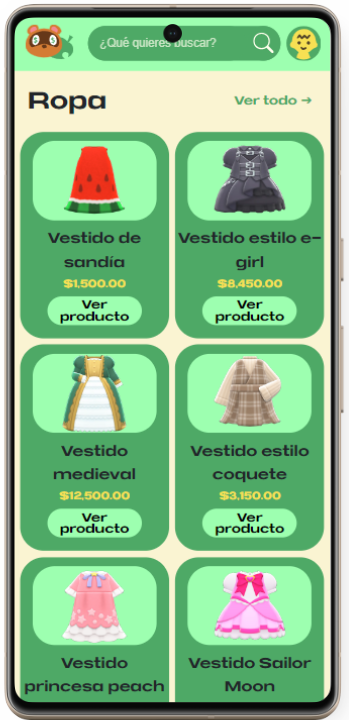 ¿Qué quieres buscar?
Ropa
Ver todo →
Vestido de
sandía
$1,500.00
Ver
producto
Vestido estilo e-
girl
$8,450.00
Ver
producto
Vestido
medieval
$12,500.00
Ver
producto
Vestido estilo
coquete
$3,150.00
Ver
producto
Vestido
princesa peach
Vestido Sailor
Moon